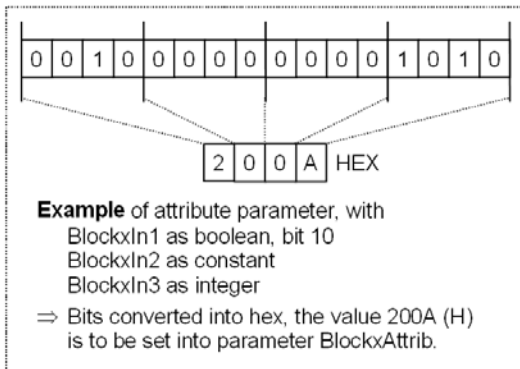 0 0 1 0 0 0 0 0 0 0 0 0 1 0 1 0
2 0 0 A HEX
Example of attribute parameter, with
BlockxIn1 as boolean, bit 10
BlockxIn2 as constant
BlockxIn3 as integer
⇒ Bits converted into hex, the value 200A (H)
is to be set into parameter BlockxAttrib.